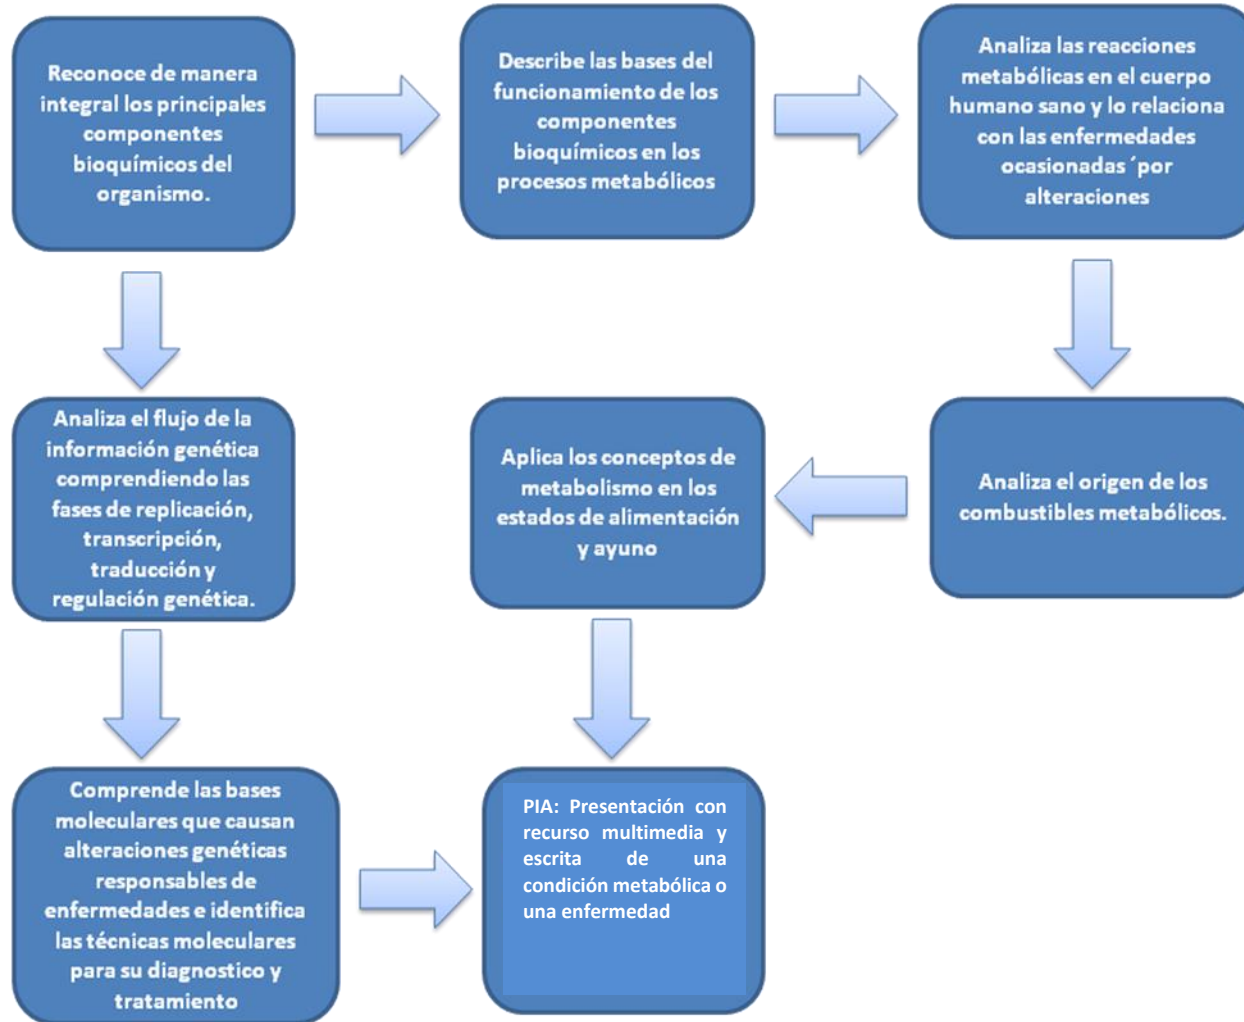 Reconoce de manera
integral los principales
componentes
bioquímicos del
organismo.
Describe las bases del
funcionamiento de los
componentes
bioquímicos en los
procesos metabólicos
Analiza las reacciones
metabólicas en el cuerpo
humano sano y lo relaciona
con las enfermedades
ocasionadas ´por
alteraciones
Analiza el flujo de la
información genética
comprendiendo las
fases de replicación,
transcripción,
traducción y
regulación genética.
Aplica los conceptos de
metabolismo en los
estados de alimentación
y ayuno
Analiza el origen de los
combustibles metabólicos.
Comprende las bases
moleculares que causan
alteraciones genéticas
responsables de
enfermedades e identifica
las técnicas moleculares
para su diagnostico y
tratamiento
PIA: Presentación con
recurso multimedia y
escrita de una
condición metabólica o
una enfermedad